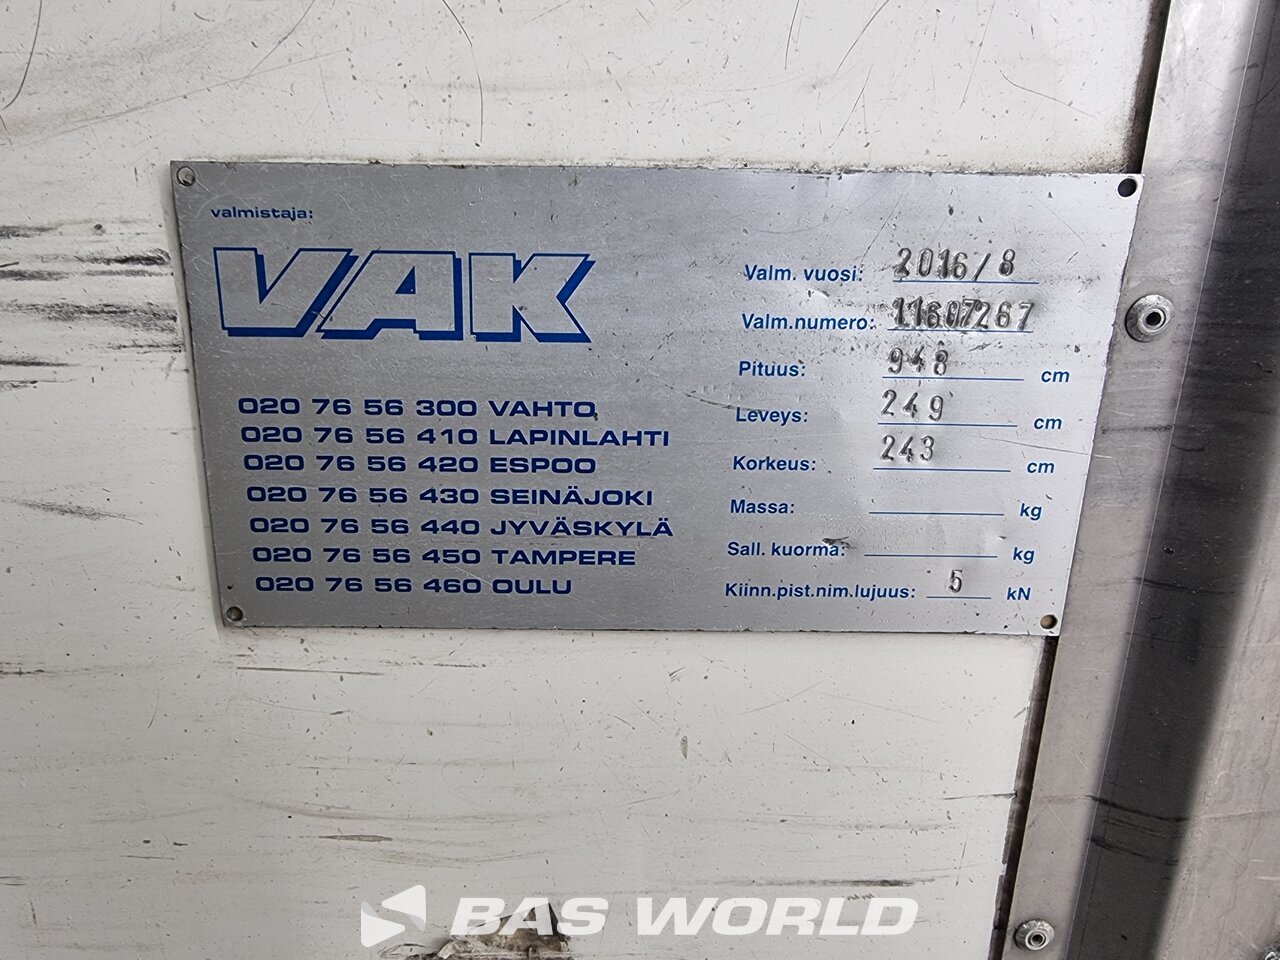 valmistaja:
VAK
020 76 56 300 VAHTO
020 76 56 410 LAPINLAHTI
020 76 56 420 ESPOO
020 76 56 430 SEINÄJOKI
020 76 56 440 JYVÄSKYLÄ
020 76 56 450 TAMPERE
020 76 56 460 OULU
Valm. vuosi: 2016/8
Valm.numero: 11607267
Pituus: 948 cm
Leveys: 249 cm
Korkeus: 243 cm
Massa: kg
Sall. kuorma: kg
Kiinn.pist.nim.lujuus: 5 kN
BAS WORLD